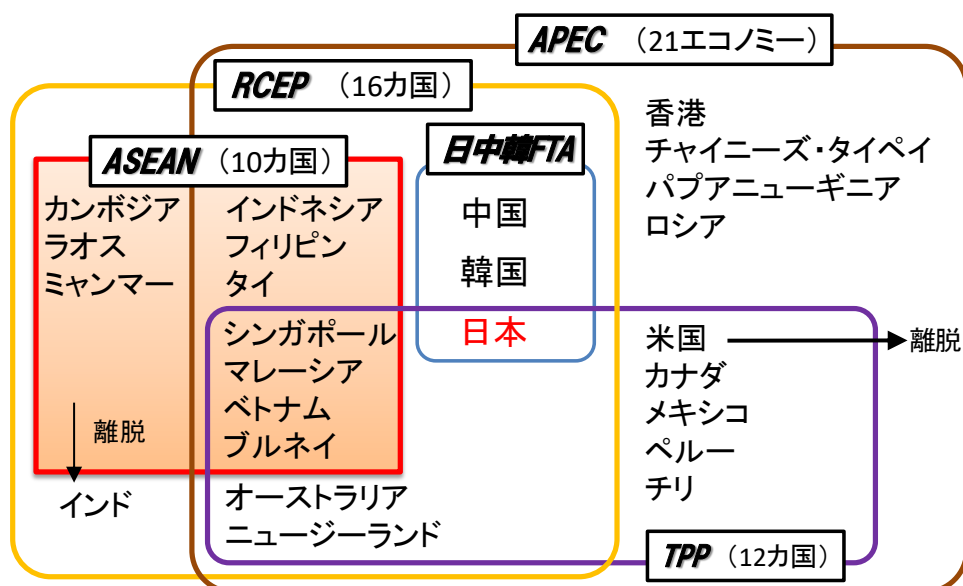 APEC （21エコノミー）
RCEP （16カ国）
ASEAN （10カ国）
日中韓FTA
カンボジア
ラオス
ミャンマー
インドネシア
フィリピン
タイ
シンガポール
マレーシア
ベトナム
ブルネイ
中国
韓国
日本
香港
チャイニーズ・タイペイ
パプアニューギニア
ロシア
米国
離脱
カナダ
メキシコ
ペルー
チリ
離脱
インド
オーストラリア
ニュージーランド
TPP （12カ国）